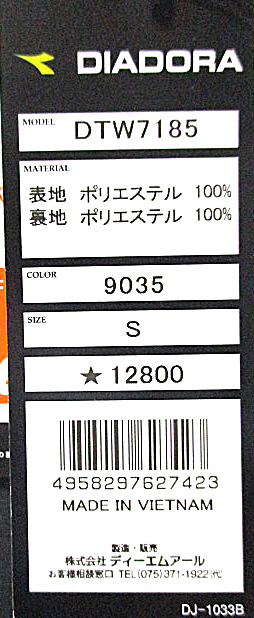 DIADORA
MODEL DTW7185
MATERIAL
表地 ポリエステル 100%
裏地 ポリエステル 100%
COLOR
9035
SIZE
S
★12800
4958297627423
MADE IN VIETNAM
製造・販売
株式会社 ディーエムアール
お客様相談窓口 TEL(075)371-1922(代
DJ-1033B